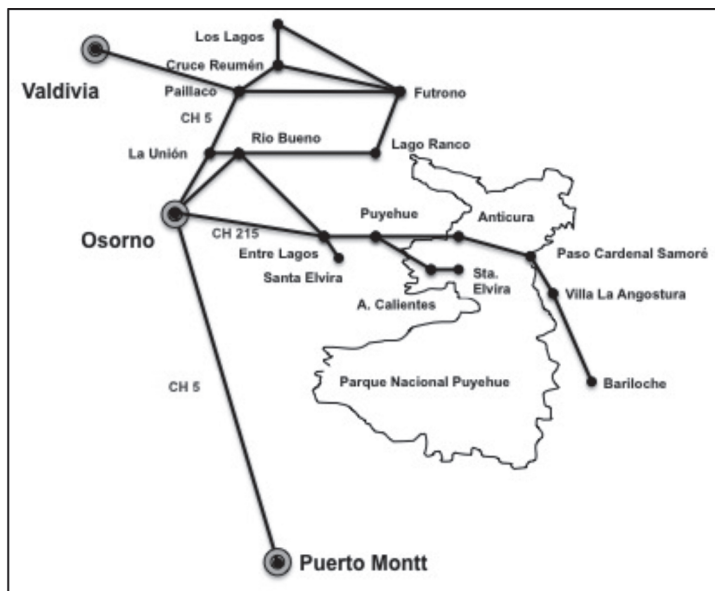 Los Lagos
Valdivia
Cruce Reumén
Paillaco
Futrono
CH 5
Rio Bueno
La Unión
Lago Ranco
Osorno
CH 215
Puyehue
Anticura
Entre Lagos
Paso Cardenal Samoré
Santa Elvira
Sta.
Elvira
Villa La Angostura
A. Calientes
Parque Nacional Puyehue
Bariloche
CH 5
Puerto Montt